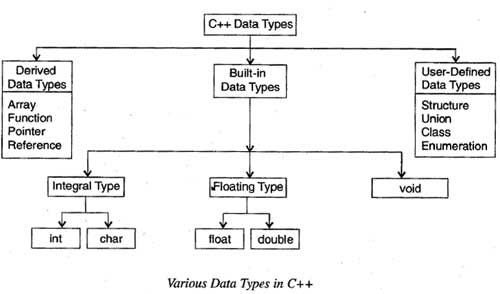 C++ Data Types
Derived
Data Types
Array
Function
Pointer
Reference
Built-in
Data Types
User-Defined
Data Types
Structure
Union
Class
Enumeration
Integral Type
Floating Type
void
int
char
float
double
Various Data Types in C++